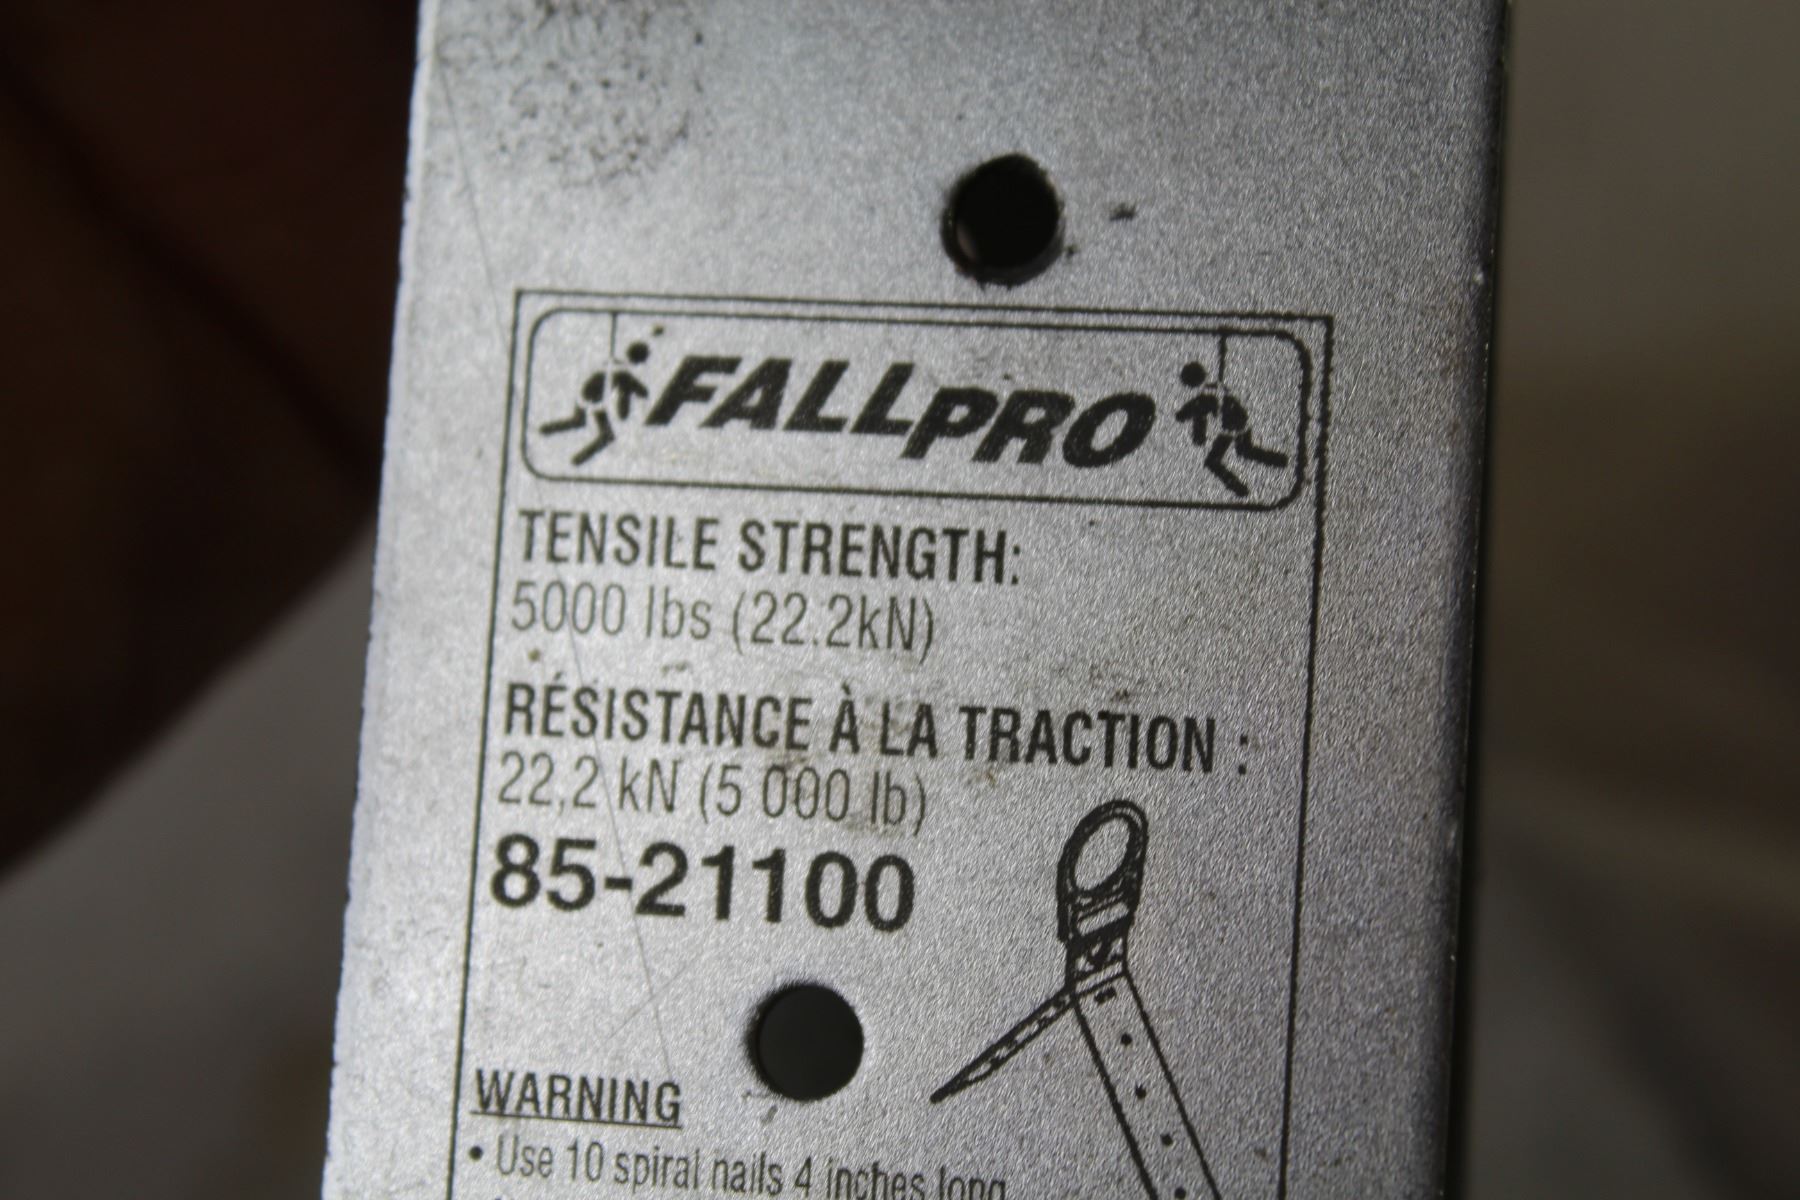 FALLPRO
TENSILE STRENGTH:
5000 lbs (22.2kN)
RÉSISTANCE À LA TRACTION :
22,2 kN (5 000 lb)
85-21100
WARNING
• Use 10 spiral nails 4 inches long